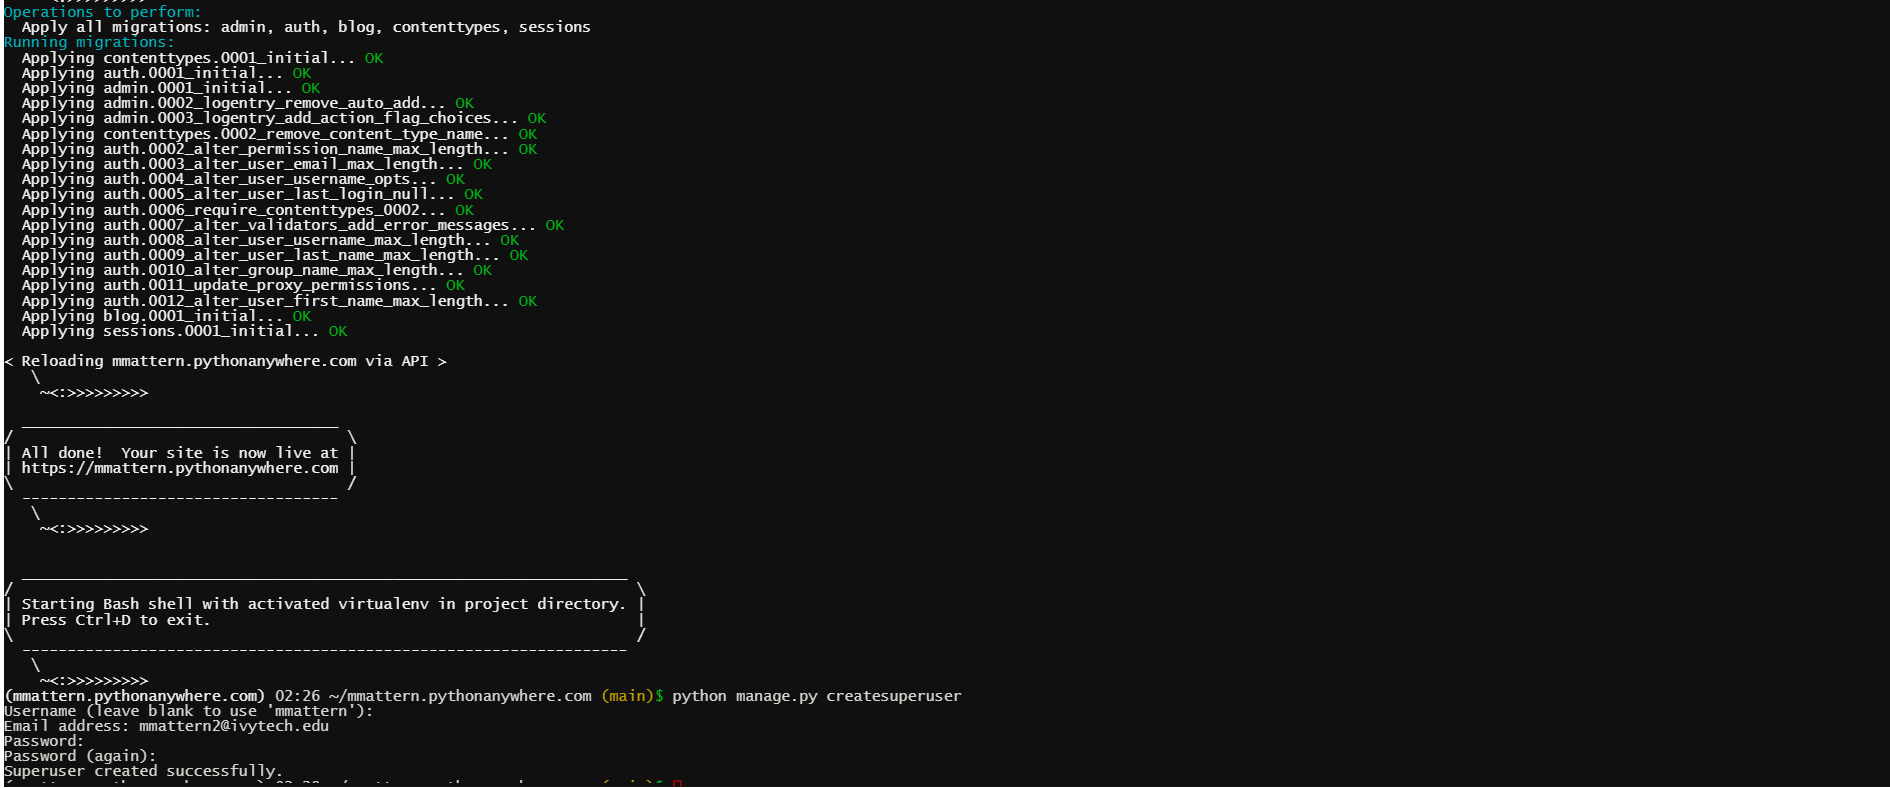 Operations to perform:
  Apply all migrations: admin, auth, blog, contenttypes, sessions
Running migrations:
  Applying contenttypes.0001_initial... OK
  Applying auth.0001_initial... OK
  Applying admin.0001_initial... OK
  Applying admin.0002_logentry_remove_auto_add... OK
  Applying admin.0003_logentry_add_action_flag_choices... OK
  Applying contenttypes.0002_remove_content_type_name... OK
  Applying auth.0002_alter_permission_name_max_length... OK
  Applying auth.0003_alter_user_email_max_length... OK
  Applying auth.0004_alter_user_username_opts... OK
  Applying auth.0005_alter_user_last_login_null... OK
  Applying auth.0006_require_contenttypes_0002... OK
  Applying auth.0007_alter_validators_add_error_messages... OK
  Applying auth.0008_alter_user_username_max_length... OK
  Applying auth.0009_alter_user_last_name_max_length... OK
  Applying auth.0010_alter_group_name_max_length... OK
  Applying auth.0011_update_proxy_permissions... OK
  Applying auth.0012_alter_user_first_name_max_length... OK
  Applying blog.0001_initial... OK
  Applying sessions.0001_initial... OK
< Reloading mmattern.pythonanywhere.com via API >
   \
    ~<:>>>>>>>>>
| All done!  Your site is now live at |
| https://mmattern.pythonanywhere.com |
   \
    ~<:>>>>>>>>>
| Starting Bash shell with activated virtualenv in project directory. |
| Press Ctrl+D to exit.                                               |
   \
    ~<:>>>>>>>>>
(mmattern.pythonanywhere.com) 02:26 ~/mmattern.pythonanywhere.com (main)$ python manage.py createsuperuser
Username (leave blank to use 'mmattern'):
Email address: mmattern2@ivytech.edu
Password:
Password (again):
Superuser created successfully.